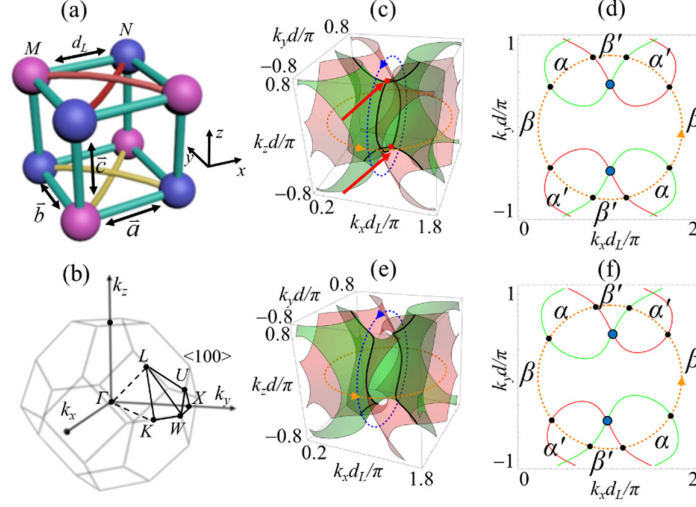 (a)
M
d_L
N
z
y
x
c⃗
b⃗
a⃗
(b)
k_z
<100>
L
U
Γ
X
k_x
k_y
K
W
(c)
k_yd/π
0.8
−0.8
0.8
k_zd/π
−0.8
0.2
k_xd_L/π
1.8
(d)
1
β′
α
α′
k_yd/π
β
β
α′
α
β′
−1
0
k_xd_L/π
2
(e)
k_yd/π
0.8
−0.8
0.8
k_zd/π
−0.8
0.2
k_xd_L/π
1.8
(f)
1
β′
α
α′
k_yd/π
β
β
α′
α
β′
−1
0
k_xd_L/π
2